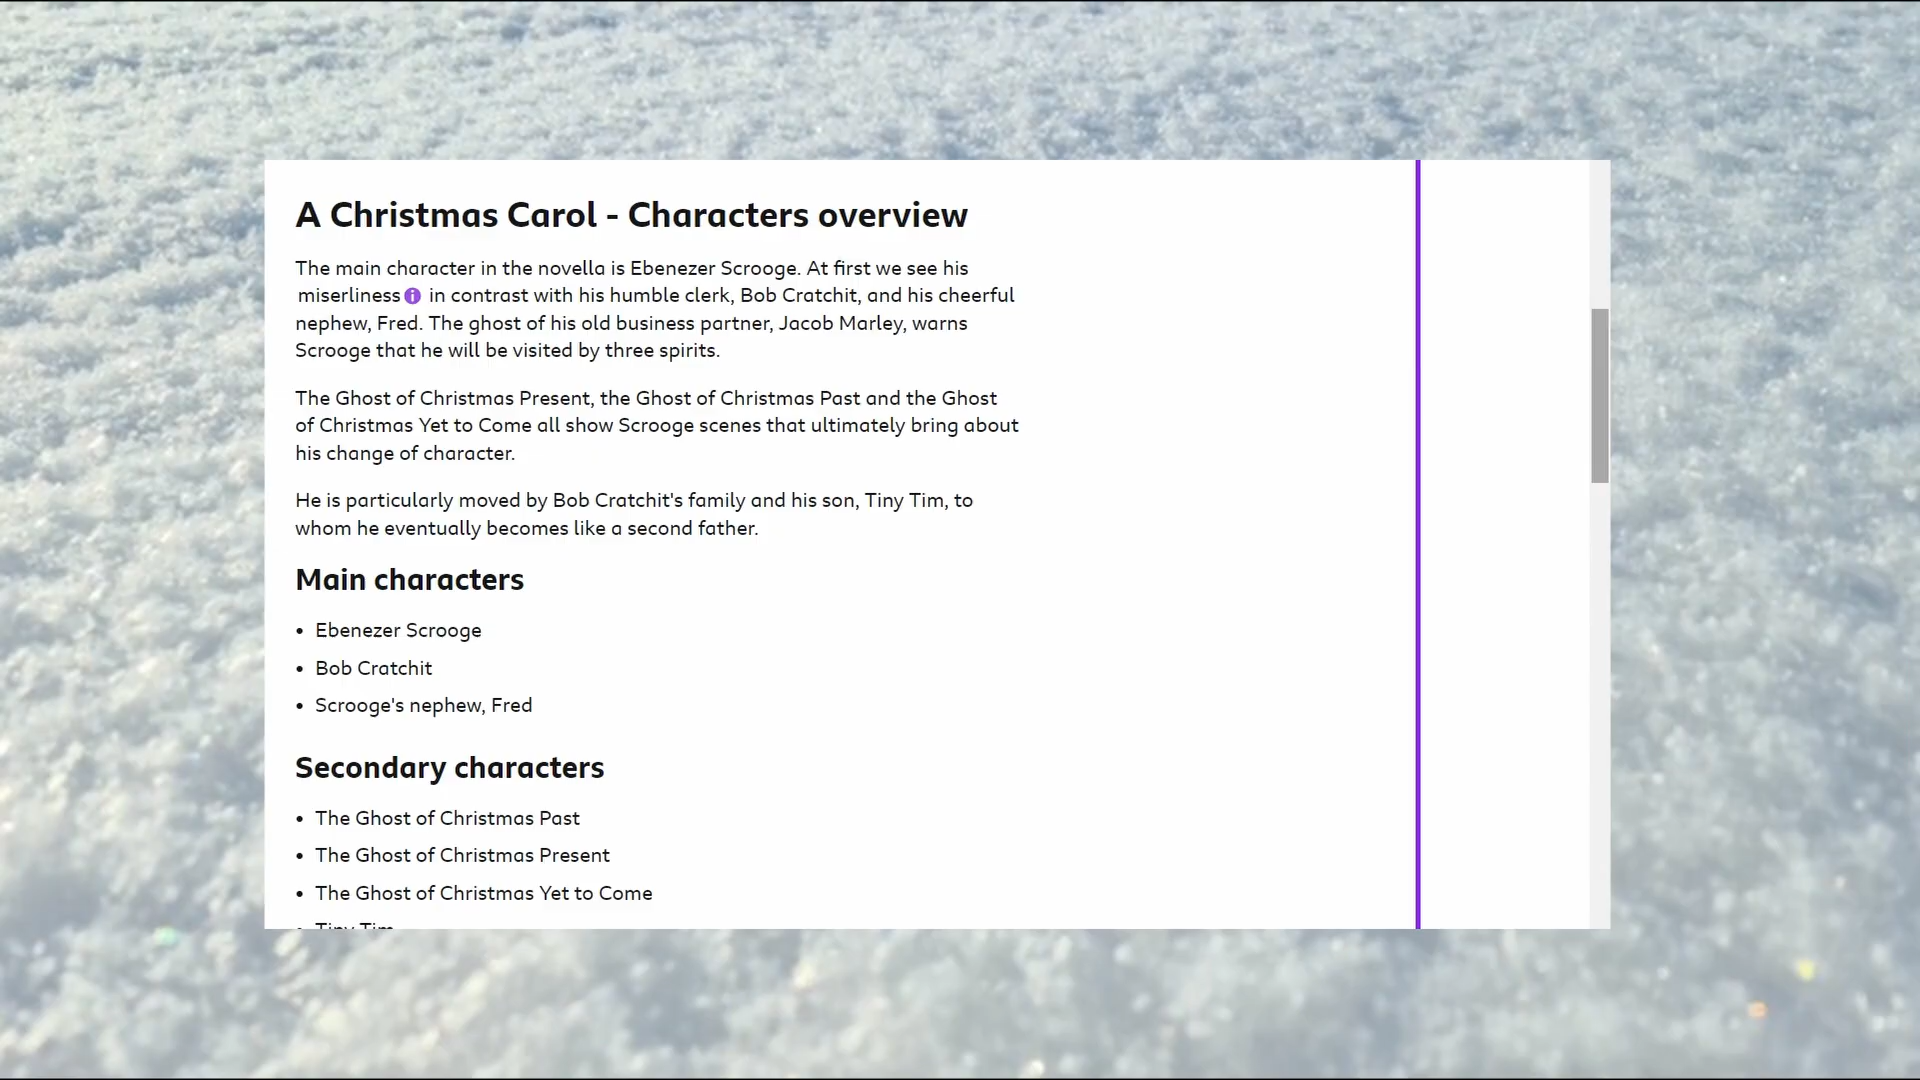 A Christmas Carol - Characters overview
The main character in the novella is Ebenezer Scrooge. At first we see his
miserliness i in contrast with his humble clerk, Bob Cratchit, and his cheerful
nephew, Fred. The ghost of his old business partner, Jacob Marley, warns
Scrooge that he will be visited by three spirits.
The Ghost of Christmas Present, the Ghost of Christmas Past and the Ghost
of Christmas Yet to Come all show Scrooge scenes that ultimately bring about
his change of character.
He is particularly moved by Bob Cratchit's family and his son, Tiny Tim, to
whom he eventually becomes like a second father.
Main characters
• Ebenezer Scrooge
• Bob Cratchit
• Scrooge's nephew, Fred
Secondary characters
• The Ghost of Christmas Past
• The Ghost of Christmas Present
• The Ghost of Christmas Yet to Come
• Tiny Tim